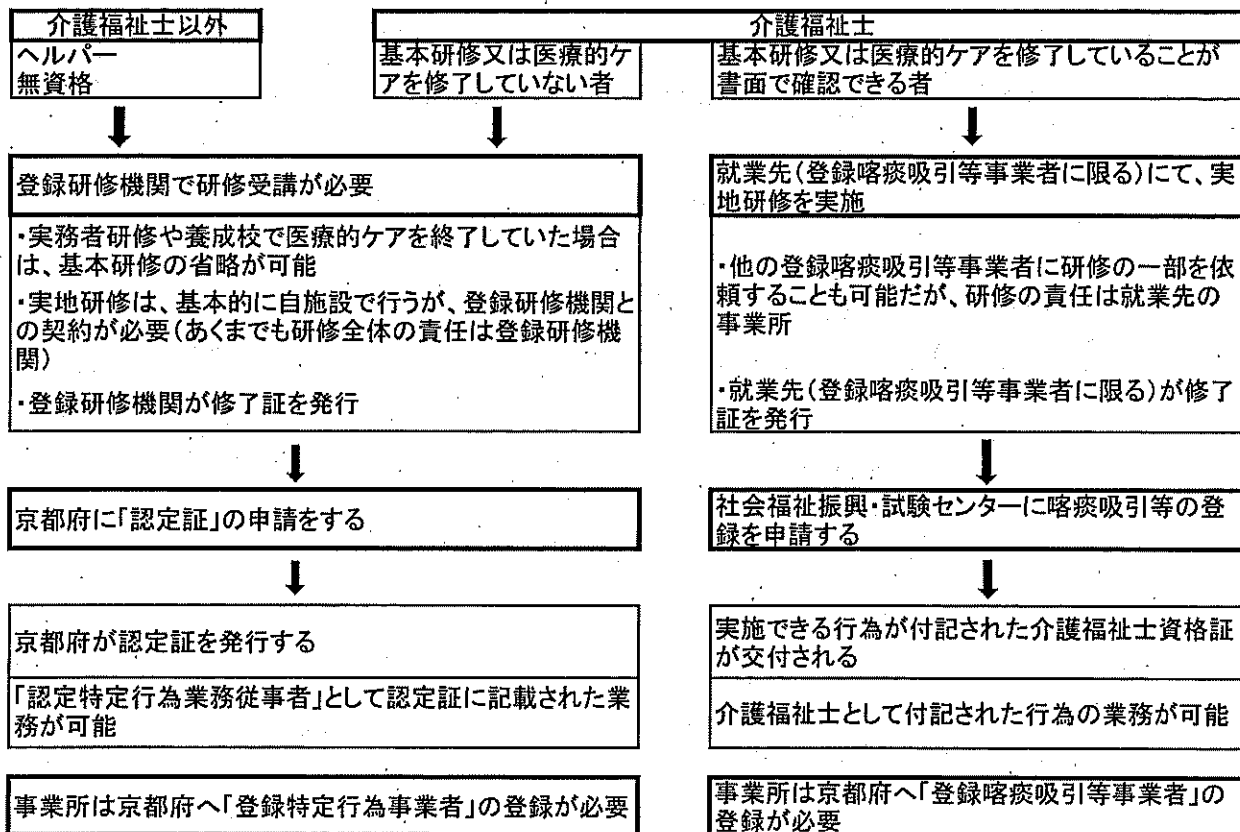 介護福祉士以外
ヘルパー
無資格
介護福祉士
基本研修又は医療的ケ
アを修了していない者
基本研修又は医療的ケアを修了していることが
書面で確認できる者
登録研修機関で研修受講が必要
・実務者研修や養成校で医療的ケアを終了していた場合
は、基本研修の省略が可能
・実地研修は、基本的に自施設で行うが、登録研修機関と
の契約が必要(あくまでも研修全体の責任は登録研修機
関)
・登録研修機関が修了証を発行
京都府に「認定証」の申請をする
京都府が認定証を発行する
「認定特定行為業務従事者」として認定証に記載された業
務が可能
事業所は京都府へ「登録特定行為事業者」の登録が必要
就業先(登録喀痰吸引等事業者に限る)にて、実
地研修を実施
・他の登録喀痰吸引等事業者に研修の一部を依
頼することも可能だが、研修の責任は就業先の
事業所
・就業先(登録喀痰吸引等事業者に限る)が修了
証を発行
社会福祉振興・試験センターに喀痰吸引等の登
録を申請する
実施できる行為が付記された介護福祉士資格証
が交付される
介護福祉士として付記された行為の業務が可能
事業所は京都府へ「登録喀痰吸引等事業者」の
登録が必要